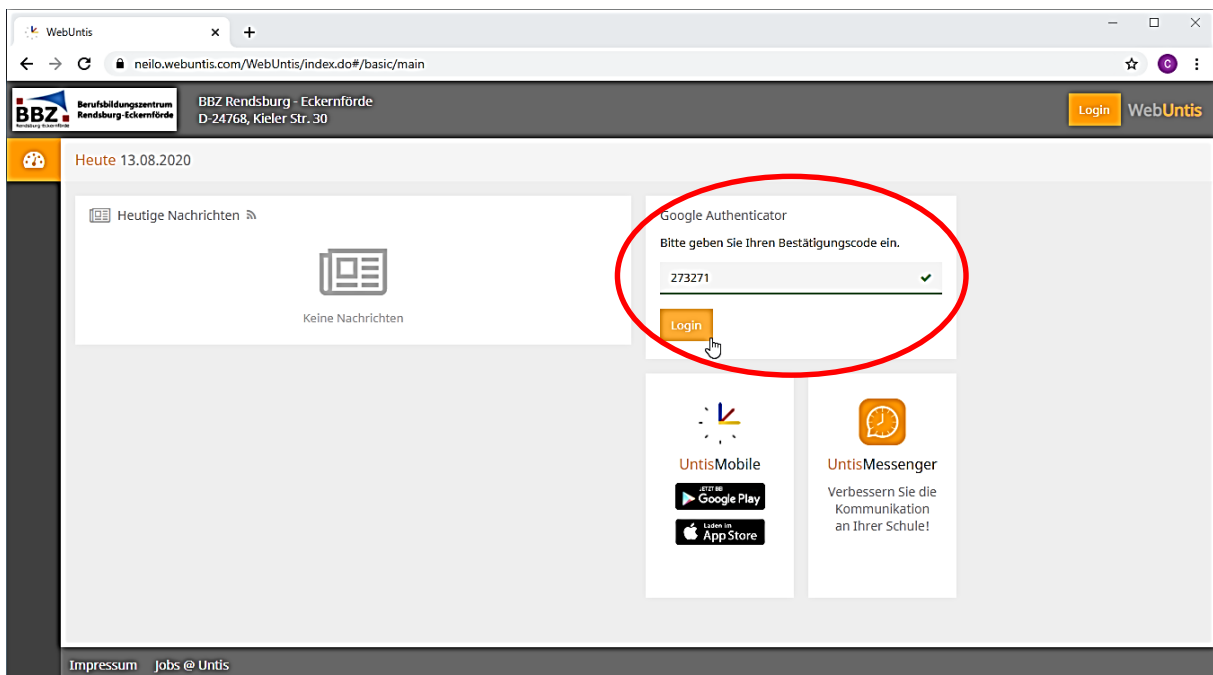 WebUntis
neilo.webuntis.com/WebUntis/index.do#/basic/main
C
BBZ
Berufsbildungszentrum
Rendsburg-Eckernförde
BBZ Rendsburg - Eckernförde
D-24768, Kieler Str. 30
Login
WebUntis
Heute 13.08.2020
Heutige Nachrichten
Keine Nachrichten
Google Authenticator
Bitte geben Sie Ihren Bestätigungscode ein.
273271
Login
UntisMobile
JETZT BEI
Google Play
Laden im
App Store
UntisMessenger
Verbessern Sie die
Kommunikation
an Ihrer Schule!
Impressum Jobs @ Untis